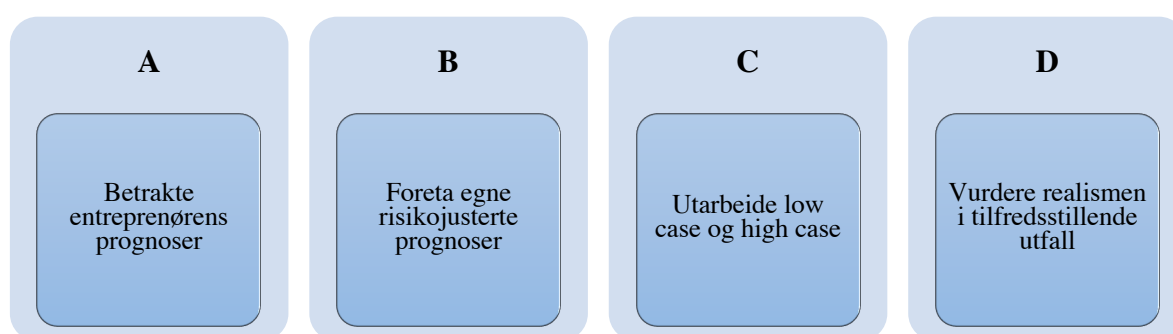 A
Betrakte
entreprenørens
prognoser
B
Foreta egne
risikojusterte
prognoser
C
Utarbeide low
case og high case
D
Vurdere realismen
i tilfredsstillende
utfall